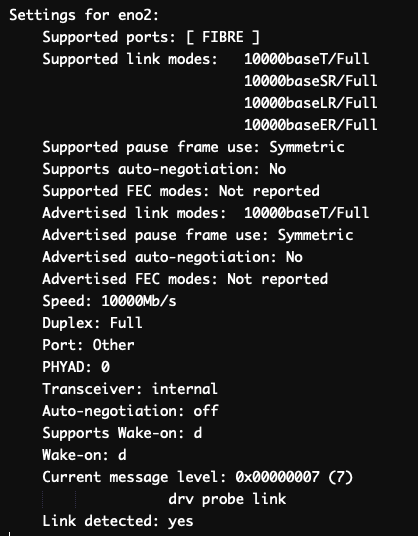 Settings for eno2:
Supported ports: [ FIBRE ]
Supported link modes: 10000baseT/Full
10000baseSR/Full
10000baseLR/Full
10000baseER/Full
Supported pause frame use: Symmetric
Supports auto-negotiation: No
Supported FEC modes: Not reported
Advertised link modes: 10000baseT/Full
Advertised pause frame use: Symmetric
Advertised auto-negotiation: No
Advertised FEC modes: Not reported
Speed: 10000Mb/s
Duplex: Full
Port: Other
PHYAD: 0
Transceiver: internal
Auto-negotiation: off
Supports Wake-on: d
Wake-on: d
Current message level: 0x00000007 (7)
drv probe link
Link detected: yes